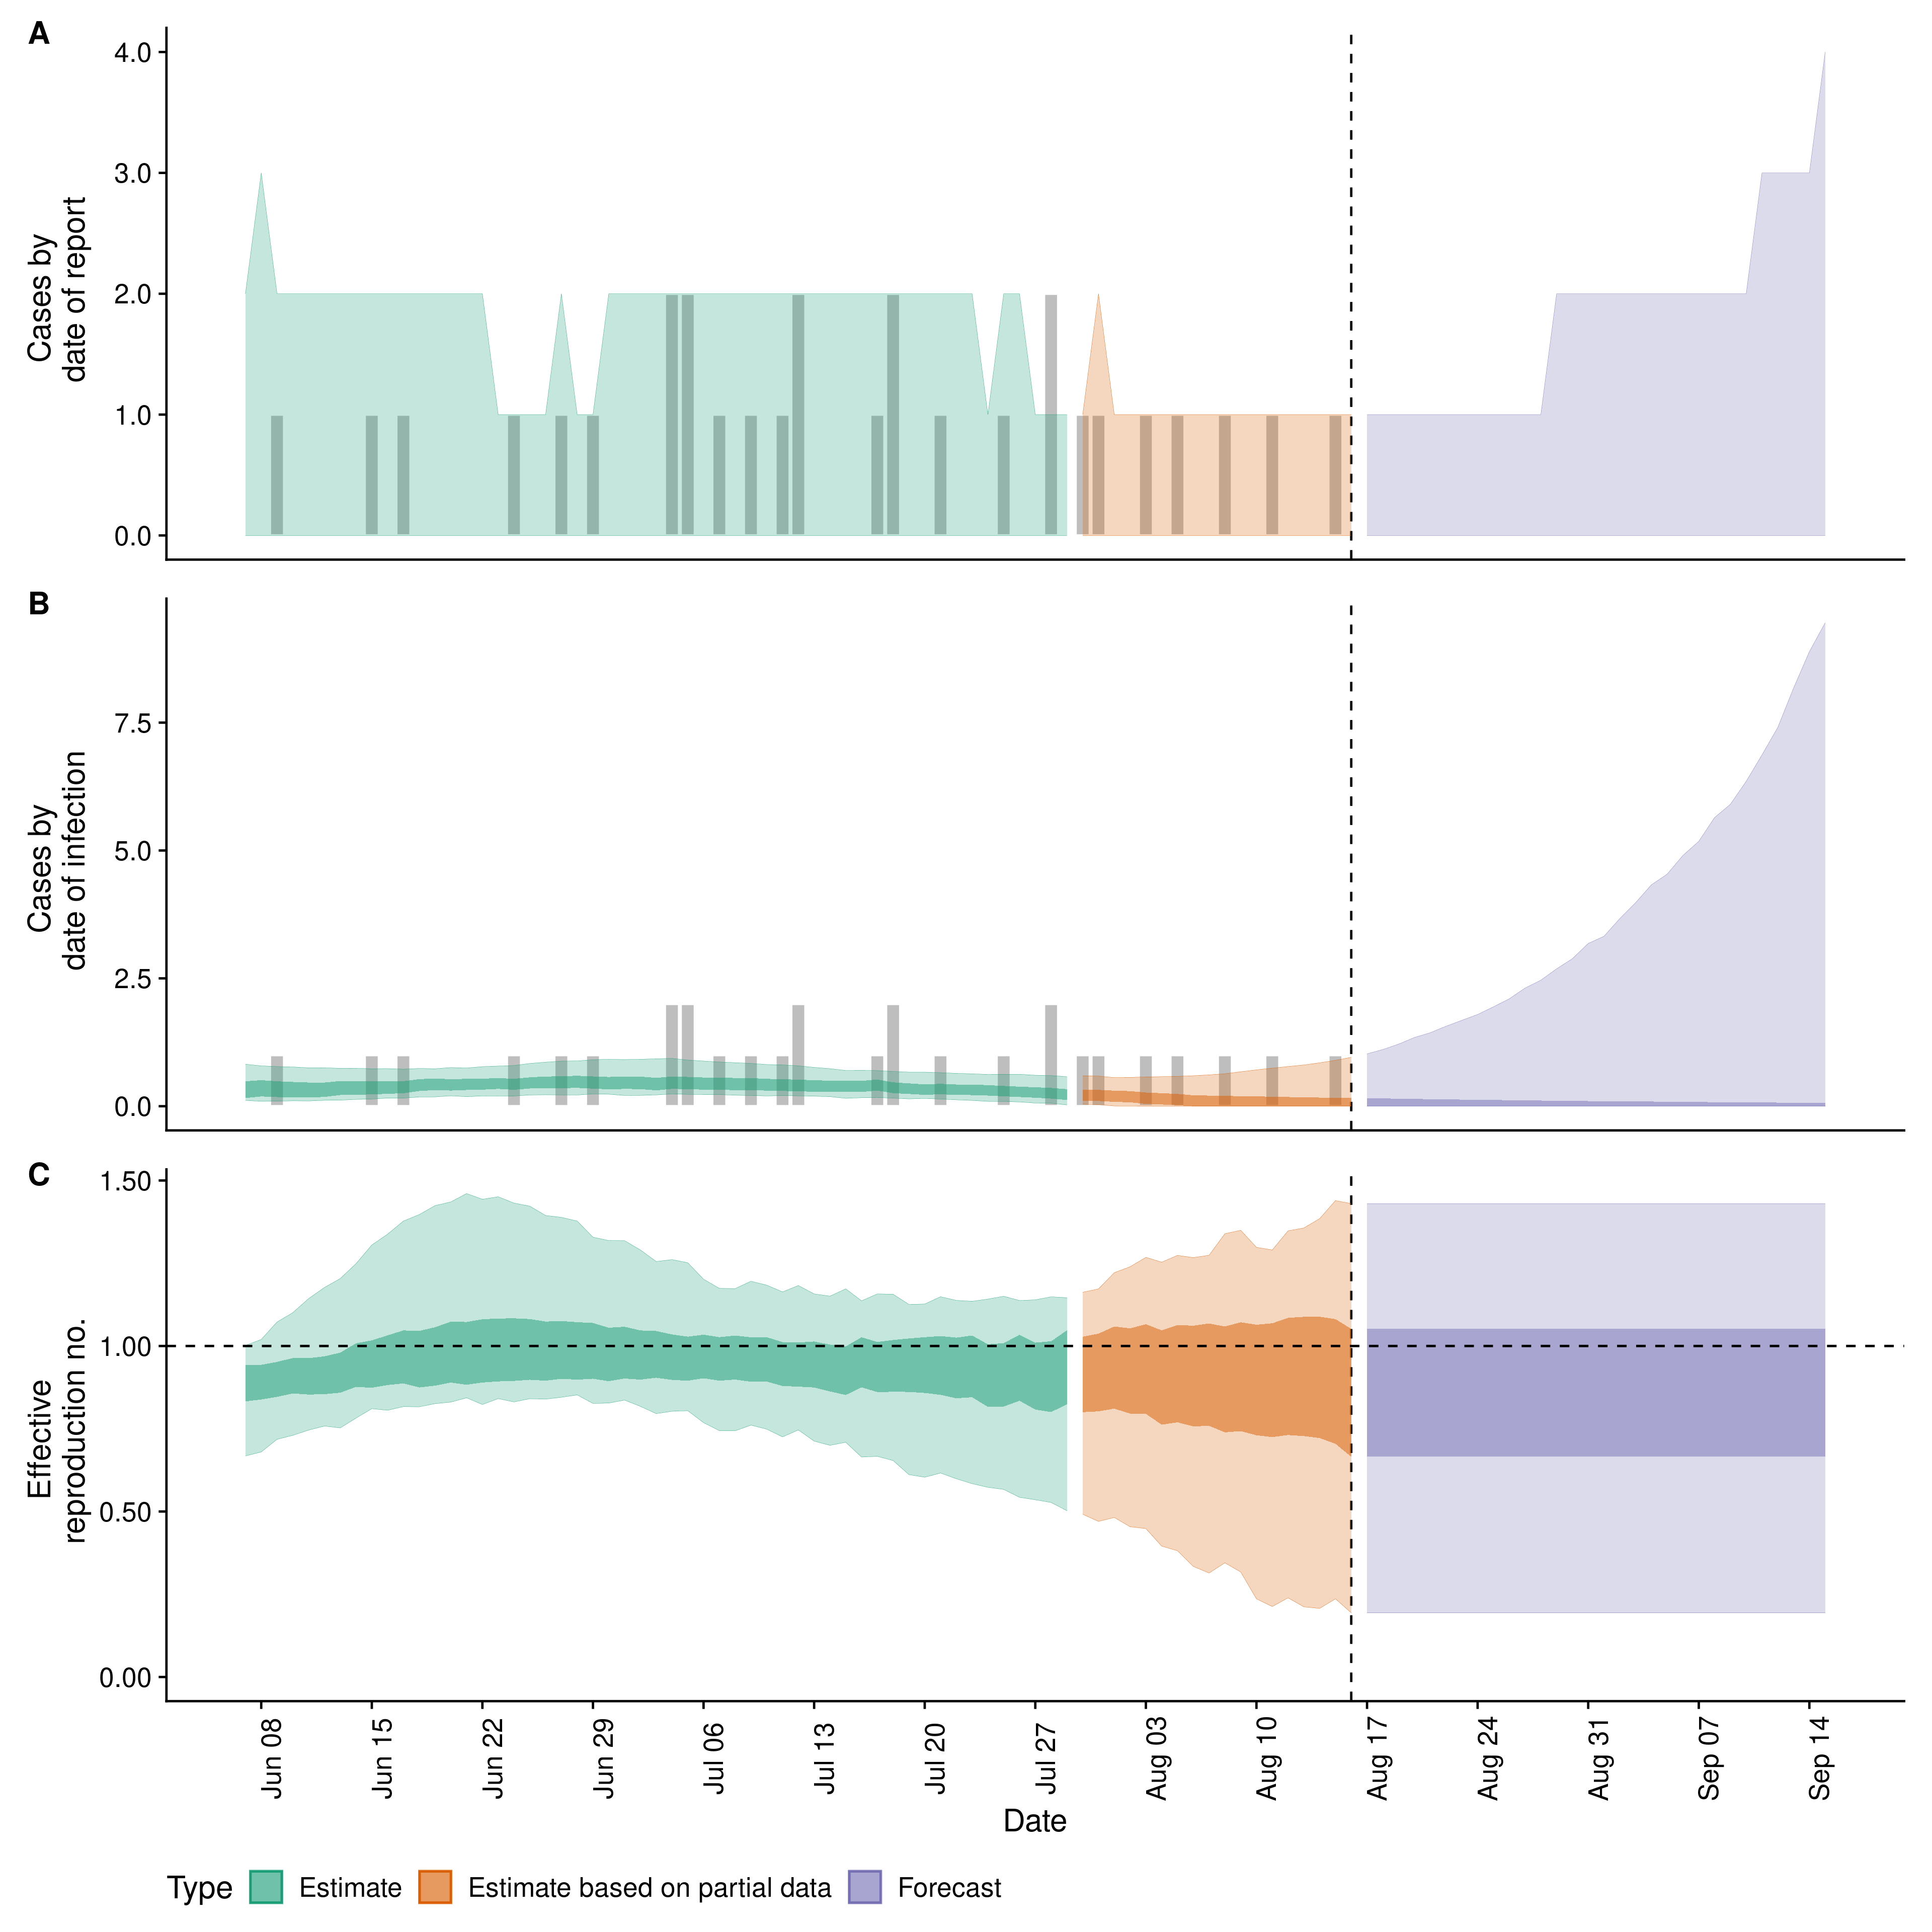 A
4.0
3.0
2.0
1.0
0.0
Cases by
date of report
B
7.5
5.0
2.5
0.0
Cases by
date of infection
C
1.50
1.00
0.50
0.00
Effective
reproduction no.
Jun 08
Jun 15
Jun 22
Jun 29
Jul 06
Jul 13
Jul 20
Jul 27
Aug 03
Aug 10
Aug 17
Aug 24
Aug 31
Sep 07
Sep 14
Date
Type Estimate Estimate based on partial data Forecast